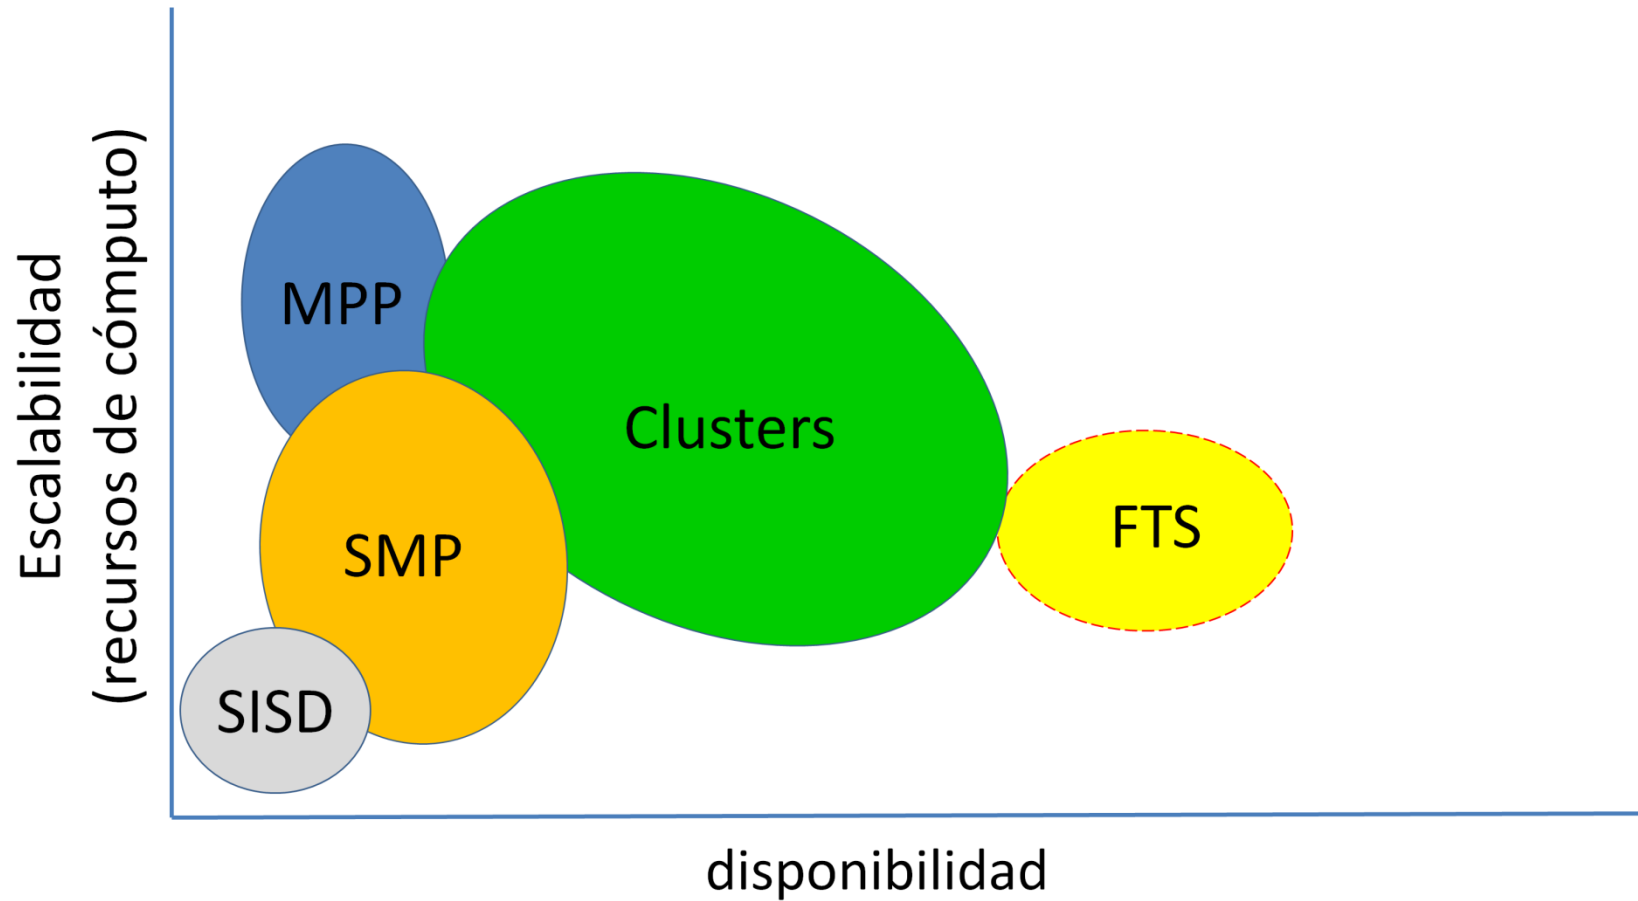 Escalabilidad
(recursos de cómputo)
MPP
Clusters
SMP
FTS
SISD
disponibilidad